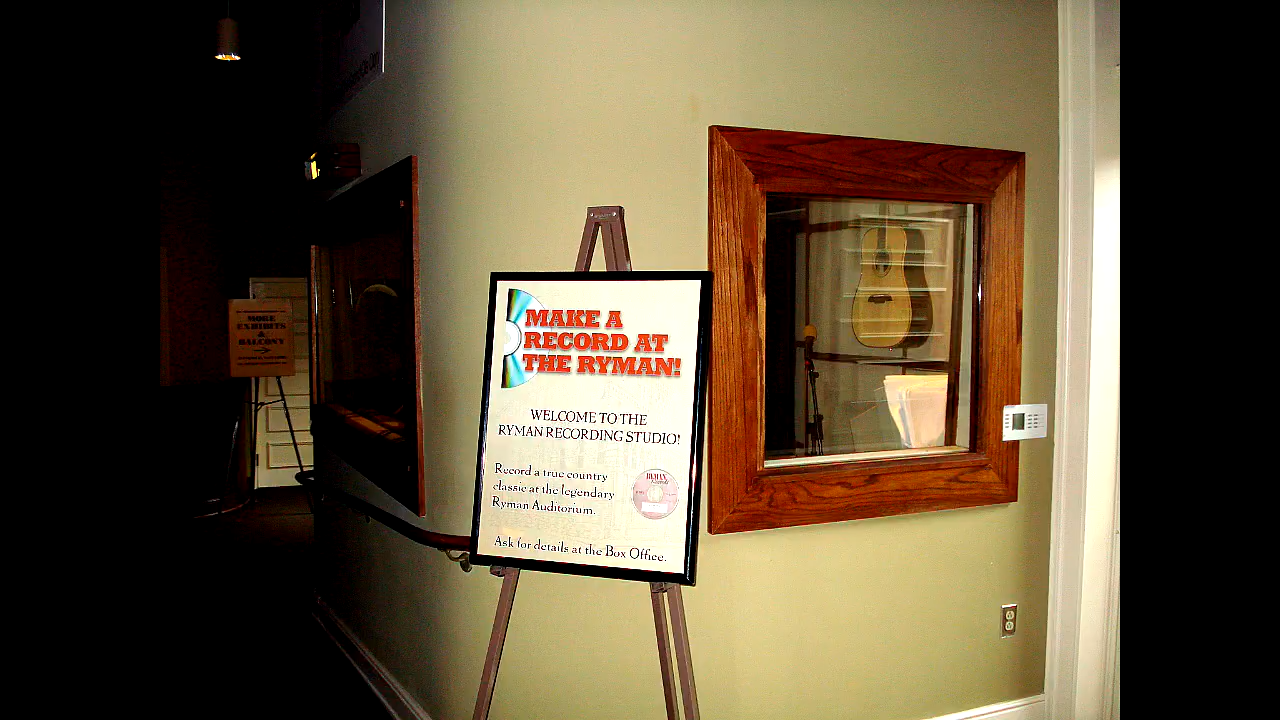 MORE
EXHIBITS
&
BALCONY
MAKE A
RECORD AT
THE RYMAN!
WELCOME TO THE
RYMAN RECORDING STUDIO!
Record a true country
classic at the legendary
Ryman Auditorium.
RYMAN
Ask for details at the Box Office.